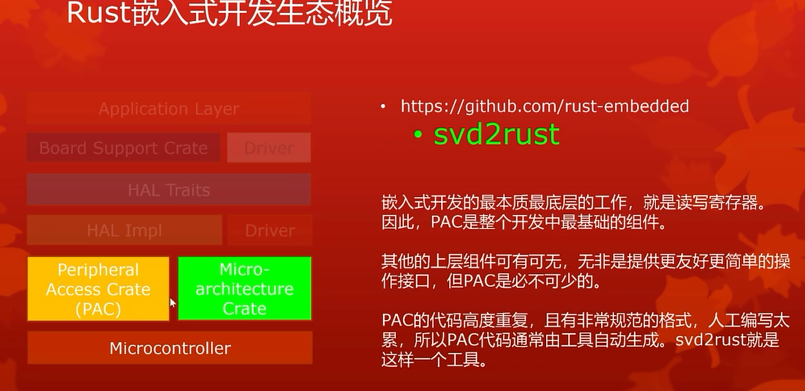 Rust嵌入式开发生态概览
Application Layer
Board Support Crate
Driver
HAL Traits
HAL Impl
Driver
Peripheral
Access Crate
(PAC)
Micro-
architecture
Crate
Microcontroller
• https://github.com/rust-embedded
• svd2rust
嵌入式开发的最本质最底层的工作，就是读写寄存器。
因此，PAC是整个开发中最基础的组件。
其他的上层组件可有可无，无非是提供更友好更简单的操
作接口，但PAC是必不可少的。
PAC的代码高度重复，且有非常规范的格式，人工编写太
累，所以PAC代码通常由工具自动生成。svd2rust就是
这样一个工具。